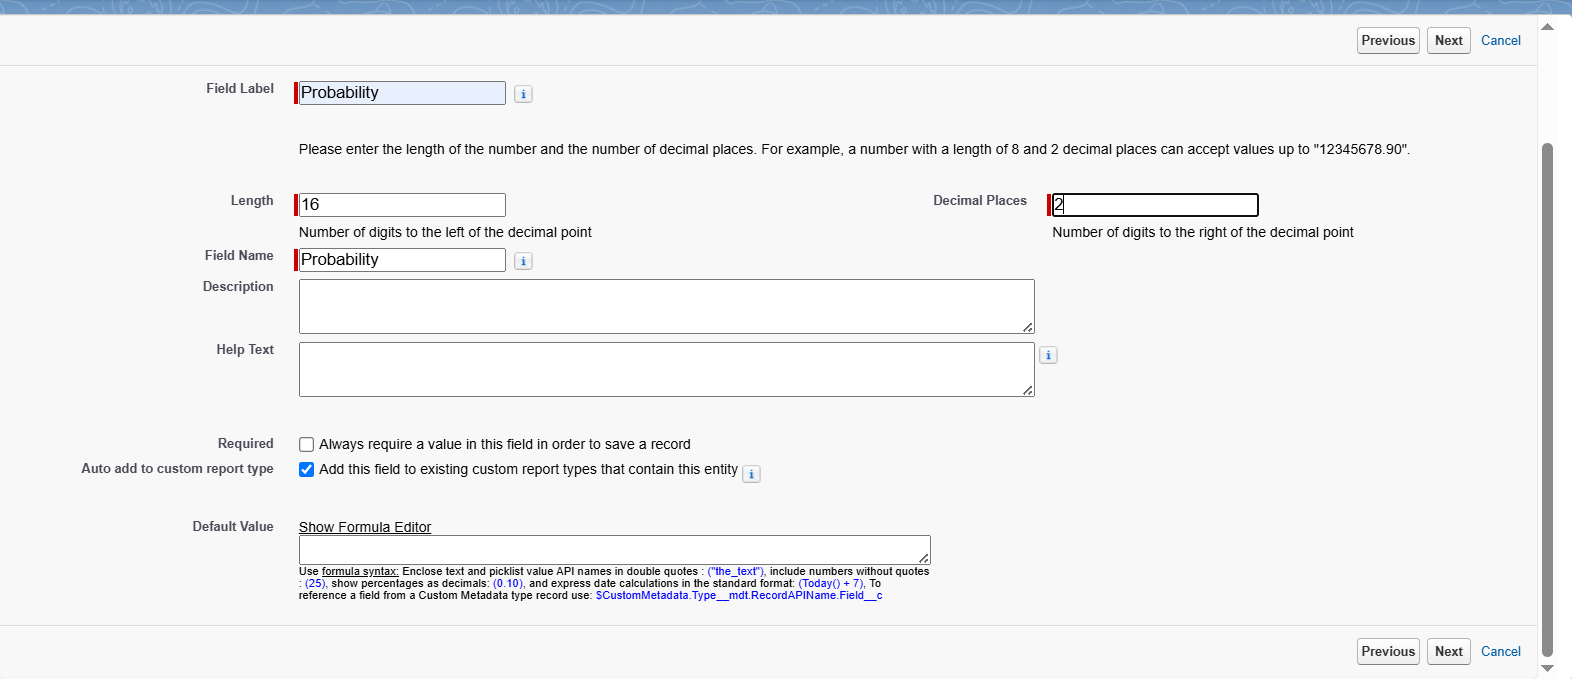 Previous Next Cancel
Field Label Probability i
Please enter the length of the number and the number of decimal places. For example, a number with a length of 8 and 2 decimal places can accept values up to "12345678.90".
Length 16 Decimal Places 2
Number of digits to the left of the decimal point Number of digits to the right of the decimal point
Field Name Probability i
Description
Help Text i
Required Always require a value in this field in order to save a record
Auto add to custom report type Add this field to existing custom report types that contain this entity i
Default Value Show Formula Editor
Use formula syntax: Enclose text and picklist value API names in double quotes : ("the_text"), include numbers without quotes
: (25), show percentages as decimals: (0.10), and express date calculations in the standard format: (Today() + 7), To
reference a field from a Custom Metadata type record use: $CustomMetadata.Type__mdt.RecordAPIName.Field__c
Previous Next Cancel